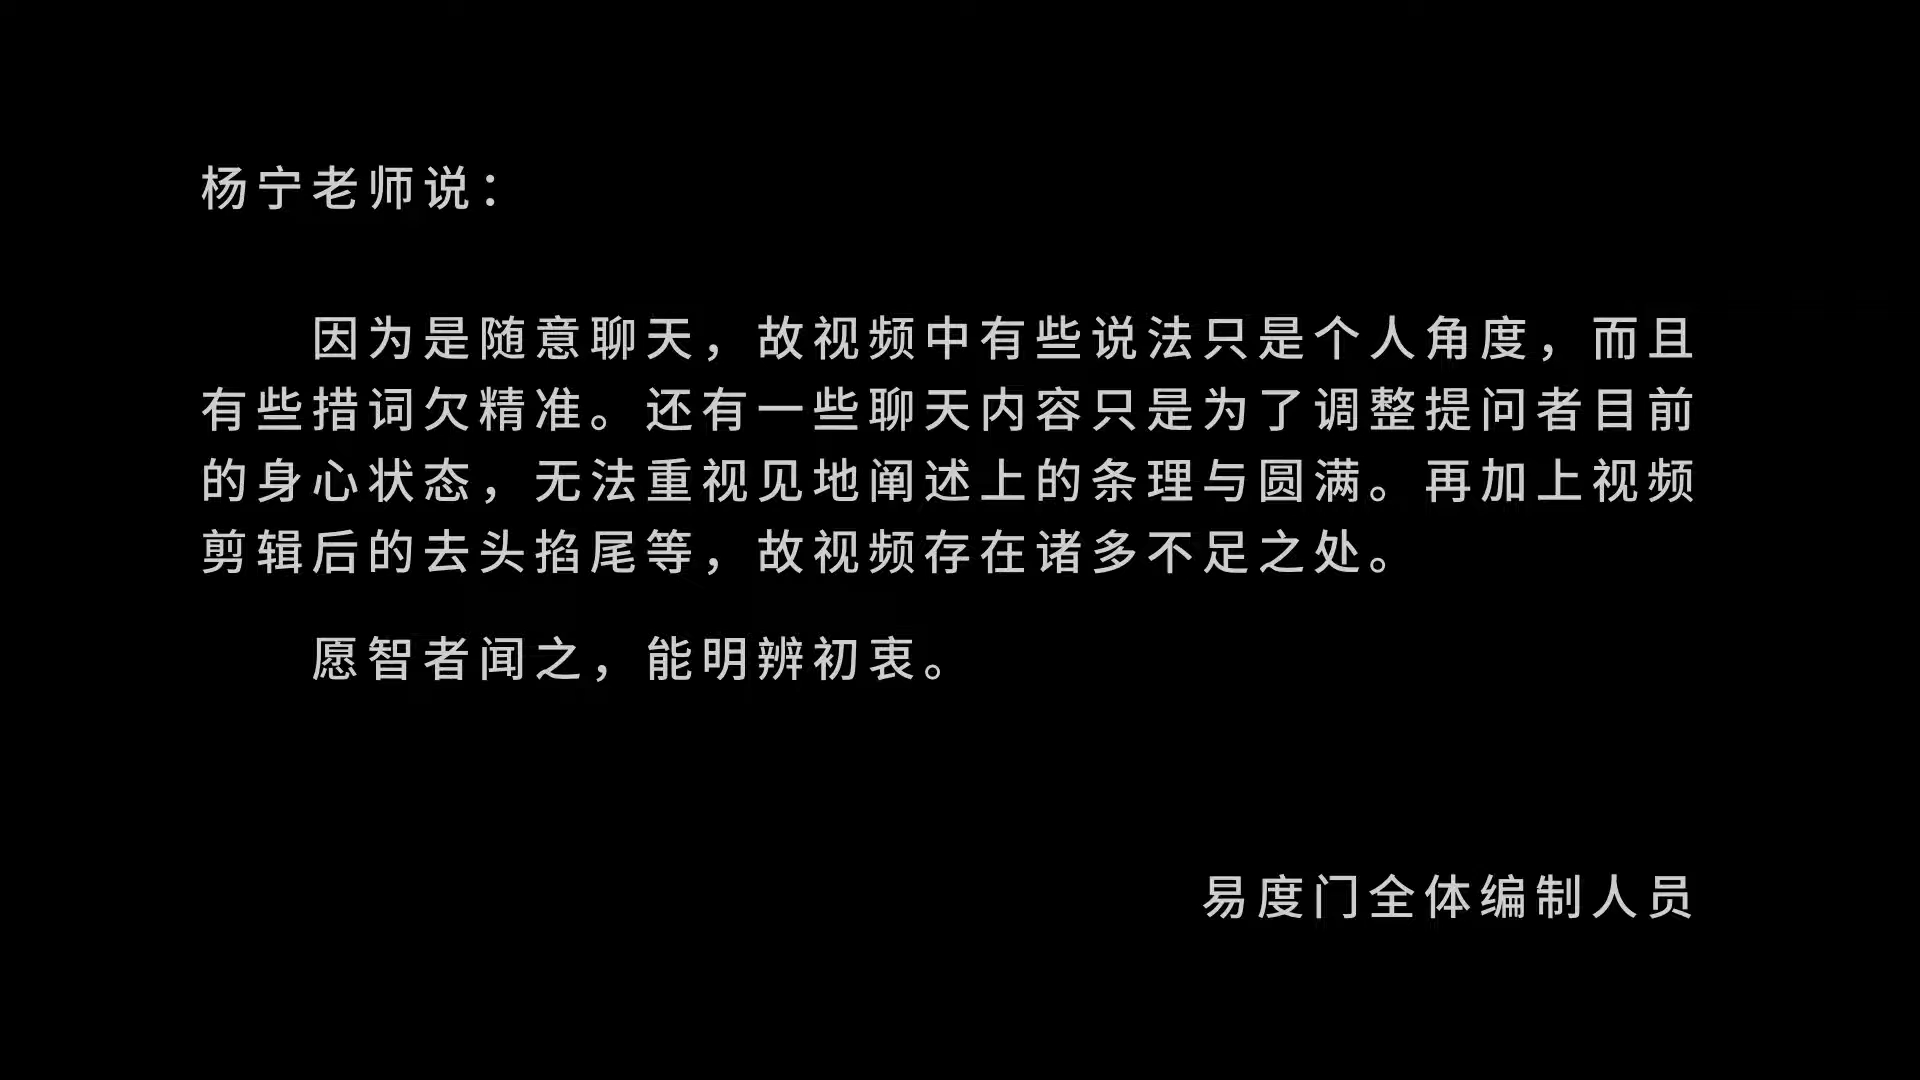 杨宁老师说：
因为是随意聊天，故视频中有些说法只是个人角度，而且
有些措词欠精准。还有一些聊天内容只是为了调整提问者目前
的身心状态，无法重视见地阐述上的条理与圆满。再加上视频
剪辑后的去头掐尾等，故视频存在诸多不足之处。
愿智者闻之，能明辨初衷。
易度门全体编制人员